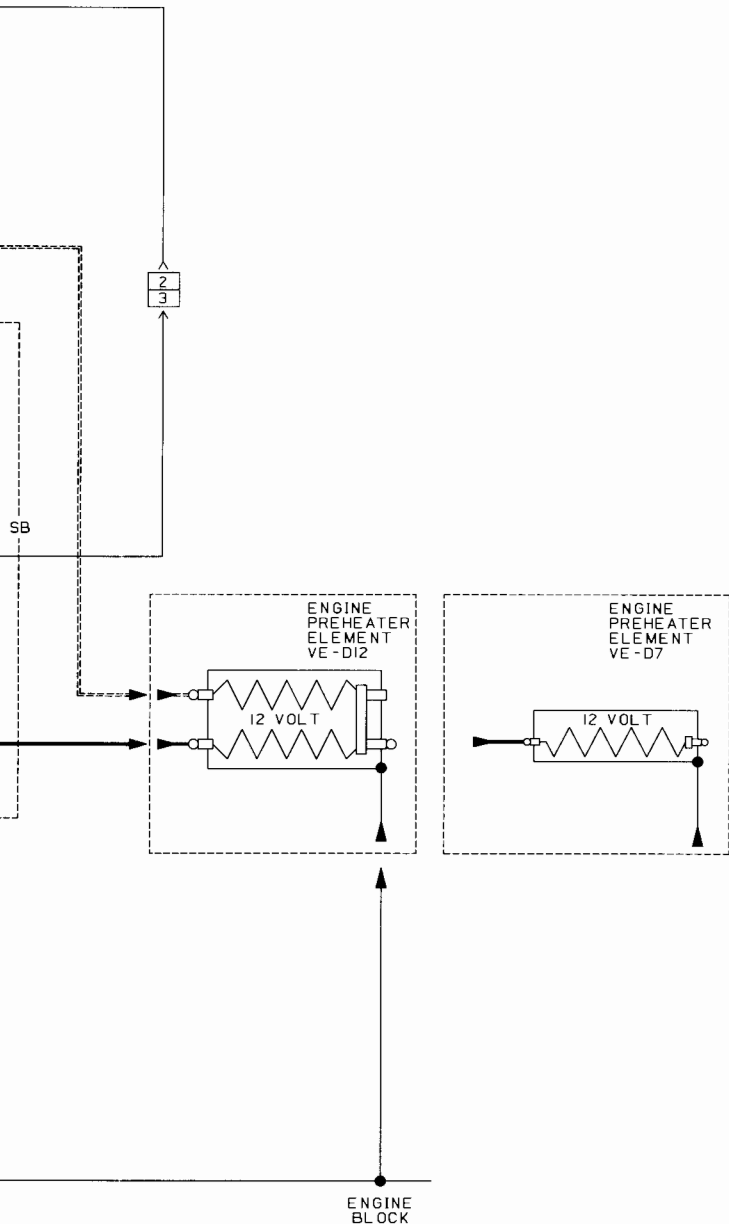 2
3
SB
ENGINE
PREHEATER
ELEMENT
VE-D12
12 VOLT
ENGINE
PREHEATER
ELEMENT
VE-D7
12 VOLT
ENGINE
BLOCK